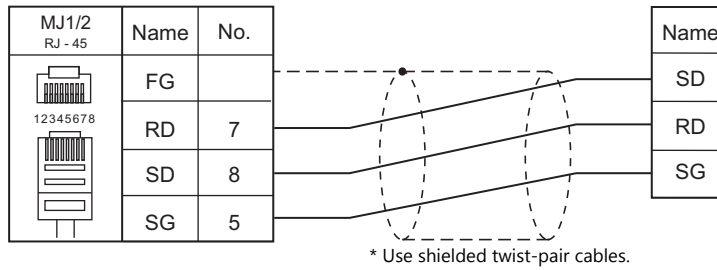 MJ1/2 Name No.
RJ - 45
12345678
FG
RD 7
SD 8
SG 5
Name
SD
RD
SG
* Use shielded twist-pair cables.